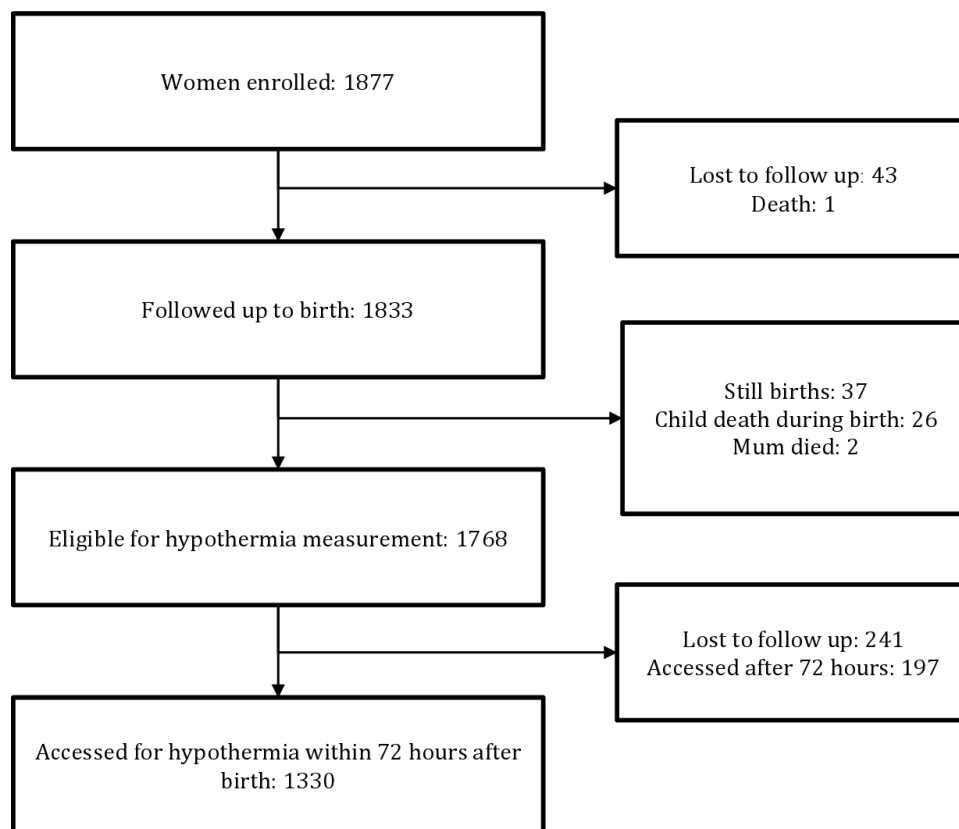 Women enrolled: 1877
Lost to follow up: 43
Death: 1
Followed up to birth: 1833
Still births: 37
Child death during birth: 26
Mum died: 2
Eligible for hypothermia measurement: 1768
Lost to follow up: 241
Accessed after 72 hours: 197
Accessed for hypothermia within 72 hours after
birth: 1330